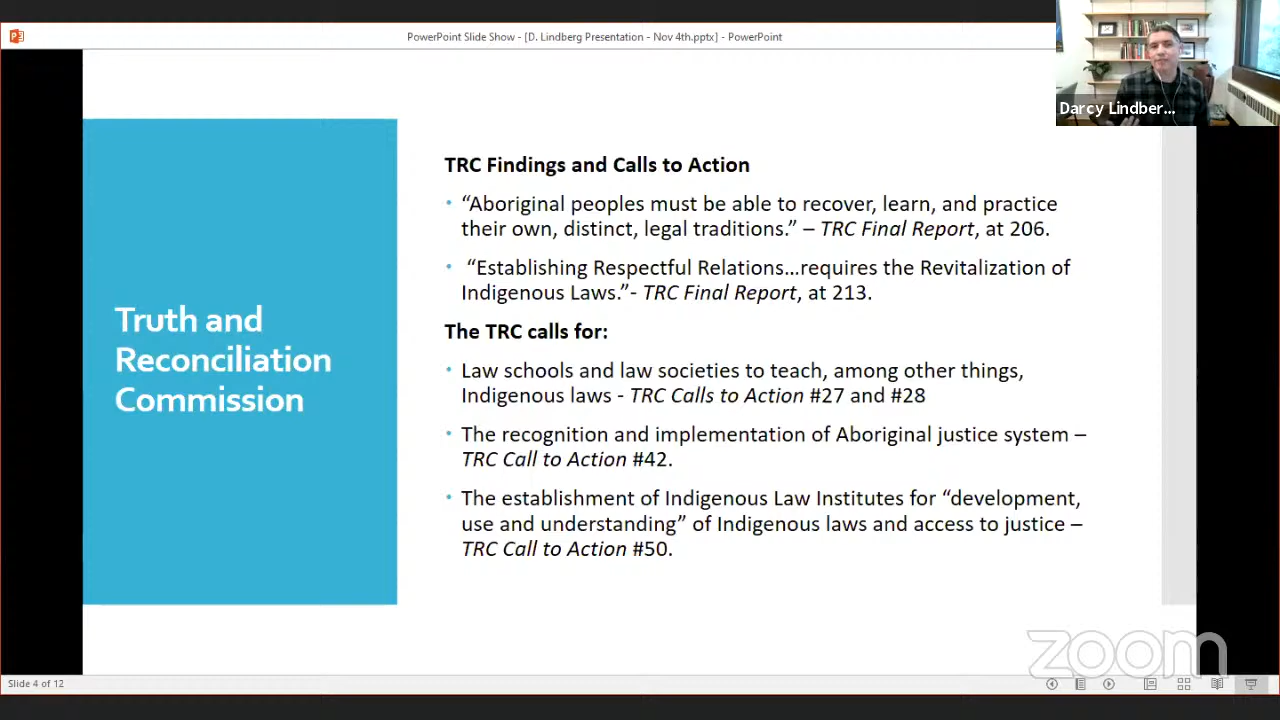 PowerPoint Slide Show - [D. Lindberg Presentation - Nov 4th.pptx] - PowerPoint
Darcy Lindber...
Truth and
Reconciliation
Commission
TRC Findings and Calls to Action
• “Aboriginal peoples must be able to recover, learn, and practice
their own, distinct, legal traditions.” – TRC Final Report, at 206.
• “Establishing Respectful Relations...requires the Revitalization of
Indigenous Laws.”- TRC Final Report, at 213.
The TRC calls for:
• Law schools and law societies to teach, among other things,
Indigenous laws - TRC Calls to Action #27 and #28
• The recognition and implementation of Aboriginal justice system –
TRC Call to Action #42.
• The establishment of Indigenous Law Institutes for “development,
use and understanding” of Indigenous laws and access to justice –
TRC Call to Action #50.
zoom
Slide 4 of 12